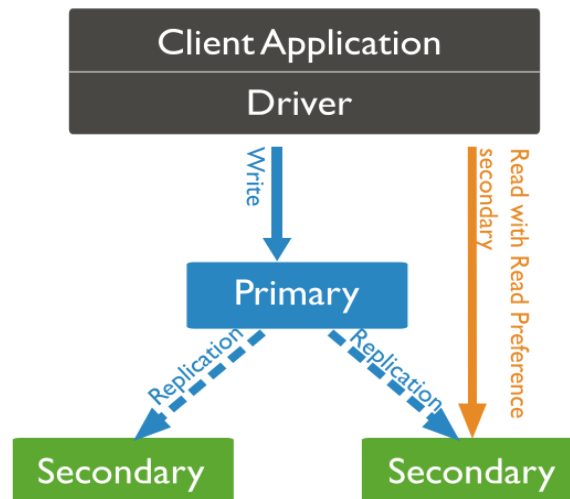 Client Application
Driver
Write
Read with Read Preference
secondary
Primary
Replication
Replication
Secondary
Secondary